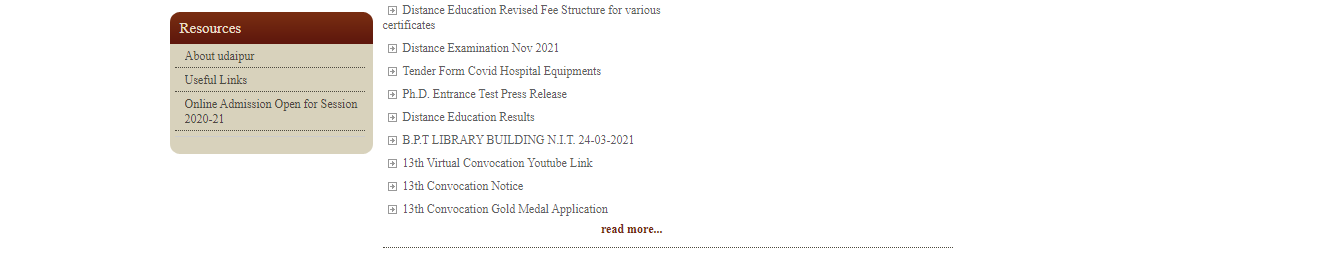 Resources
About udaipur
Useful Links
Online Admission Open for Session
2020-21
Distance Education Revised Fee Structure for various
certificates
Distance Examination Nov 2021
Tender Form Covid Hospital Equipments
Ph.D. Entrance Test Press Release
Distance Education Results
B.P.T LIBRARY BUILDING N.I.T. 24-03-2021
13th Virtual Convocation Youtube Link
13th Convocation Notice
13th Convocation Gold Medal Application
read more...